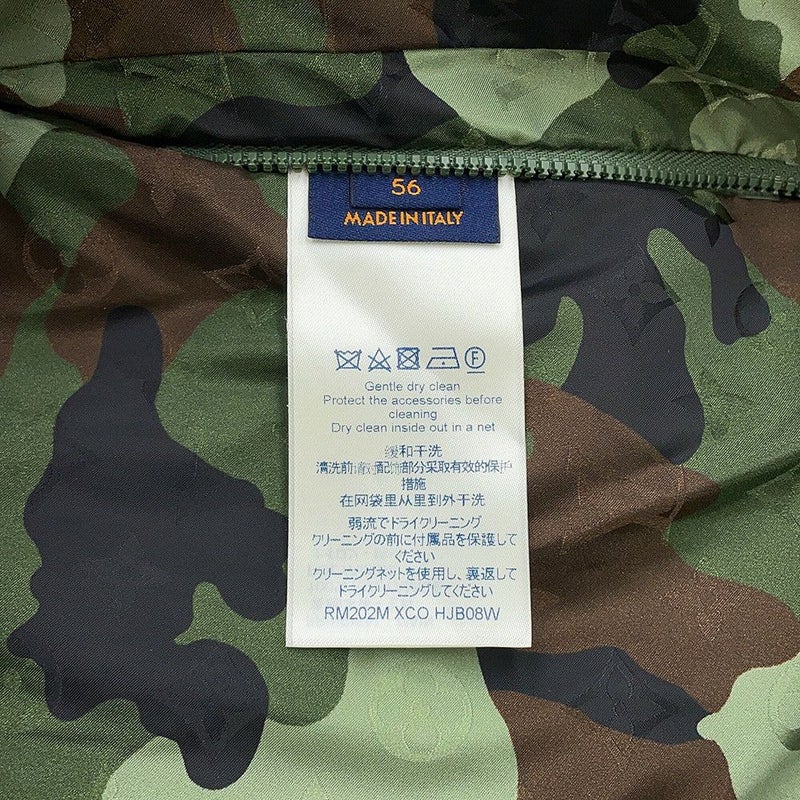 56
MADE IN ITALY
F
Gentle dry clean
Protect the accessories before
cleaning
Dry clean inside out in a net
缓和干洗
清洗前请对配饰部分采取有效的保护
措施
在网袋里从里到外干洗
弱流でドライクリーニング
クリーニングの前に付属品を保護して
ください
クリーニングネットを使用し、裏返して
ドライクリーニングしてください
RM202M XCO HJB08W